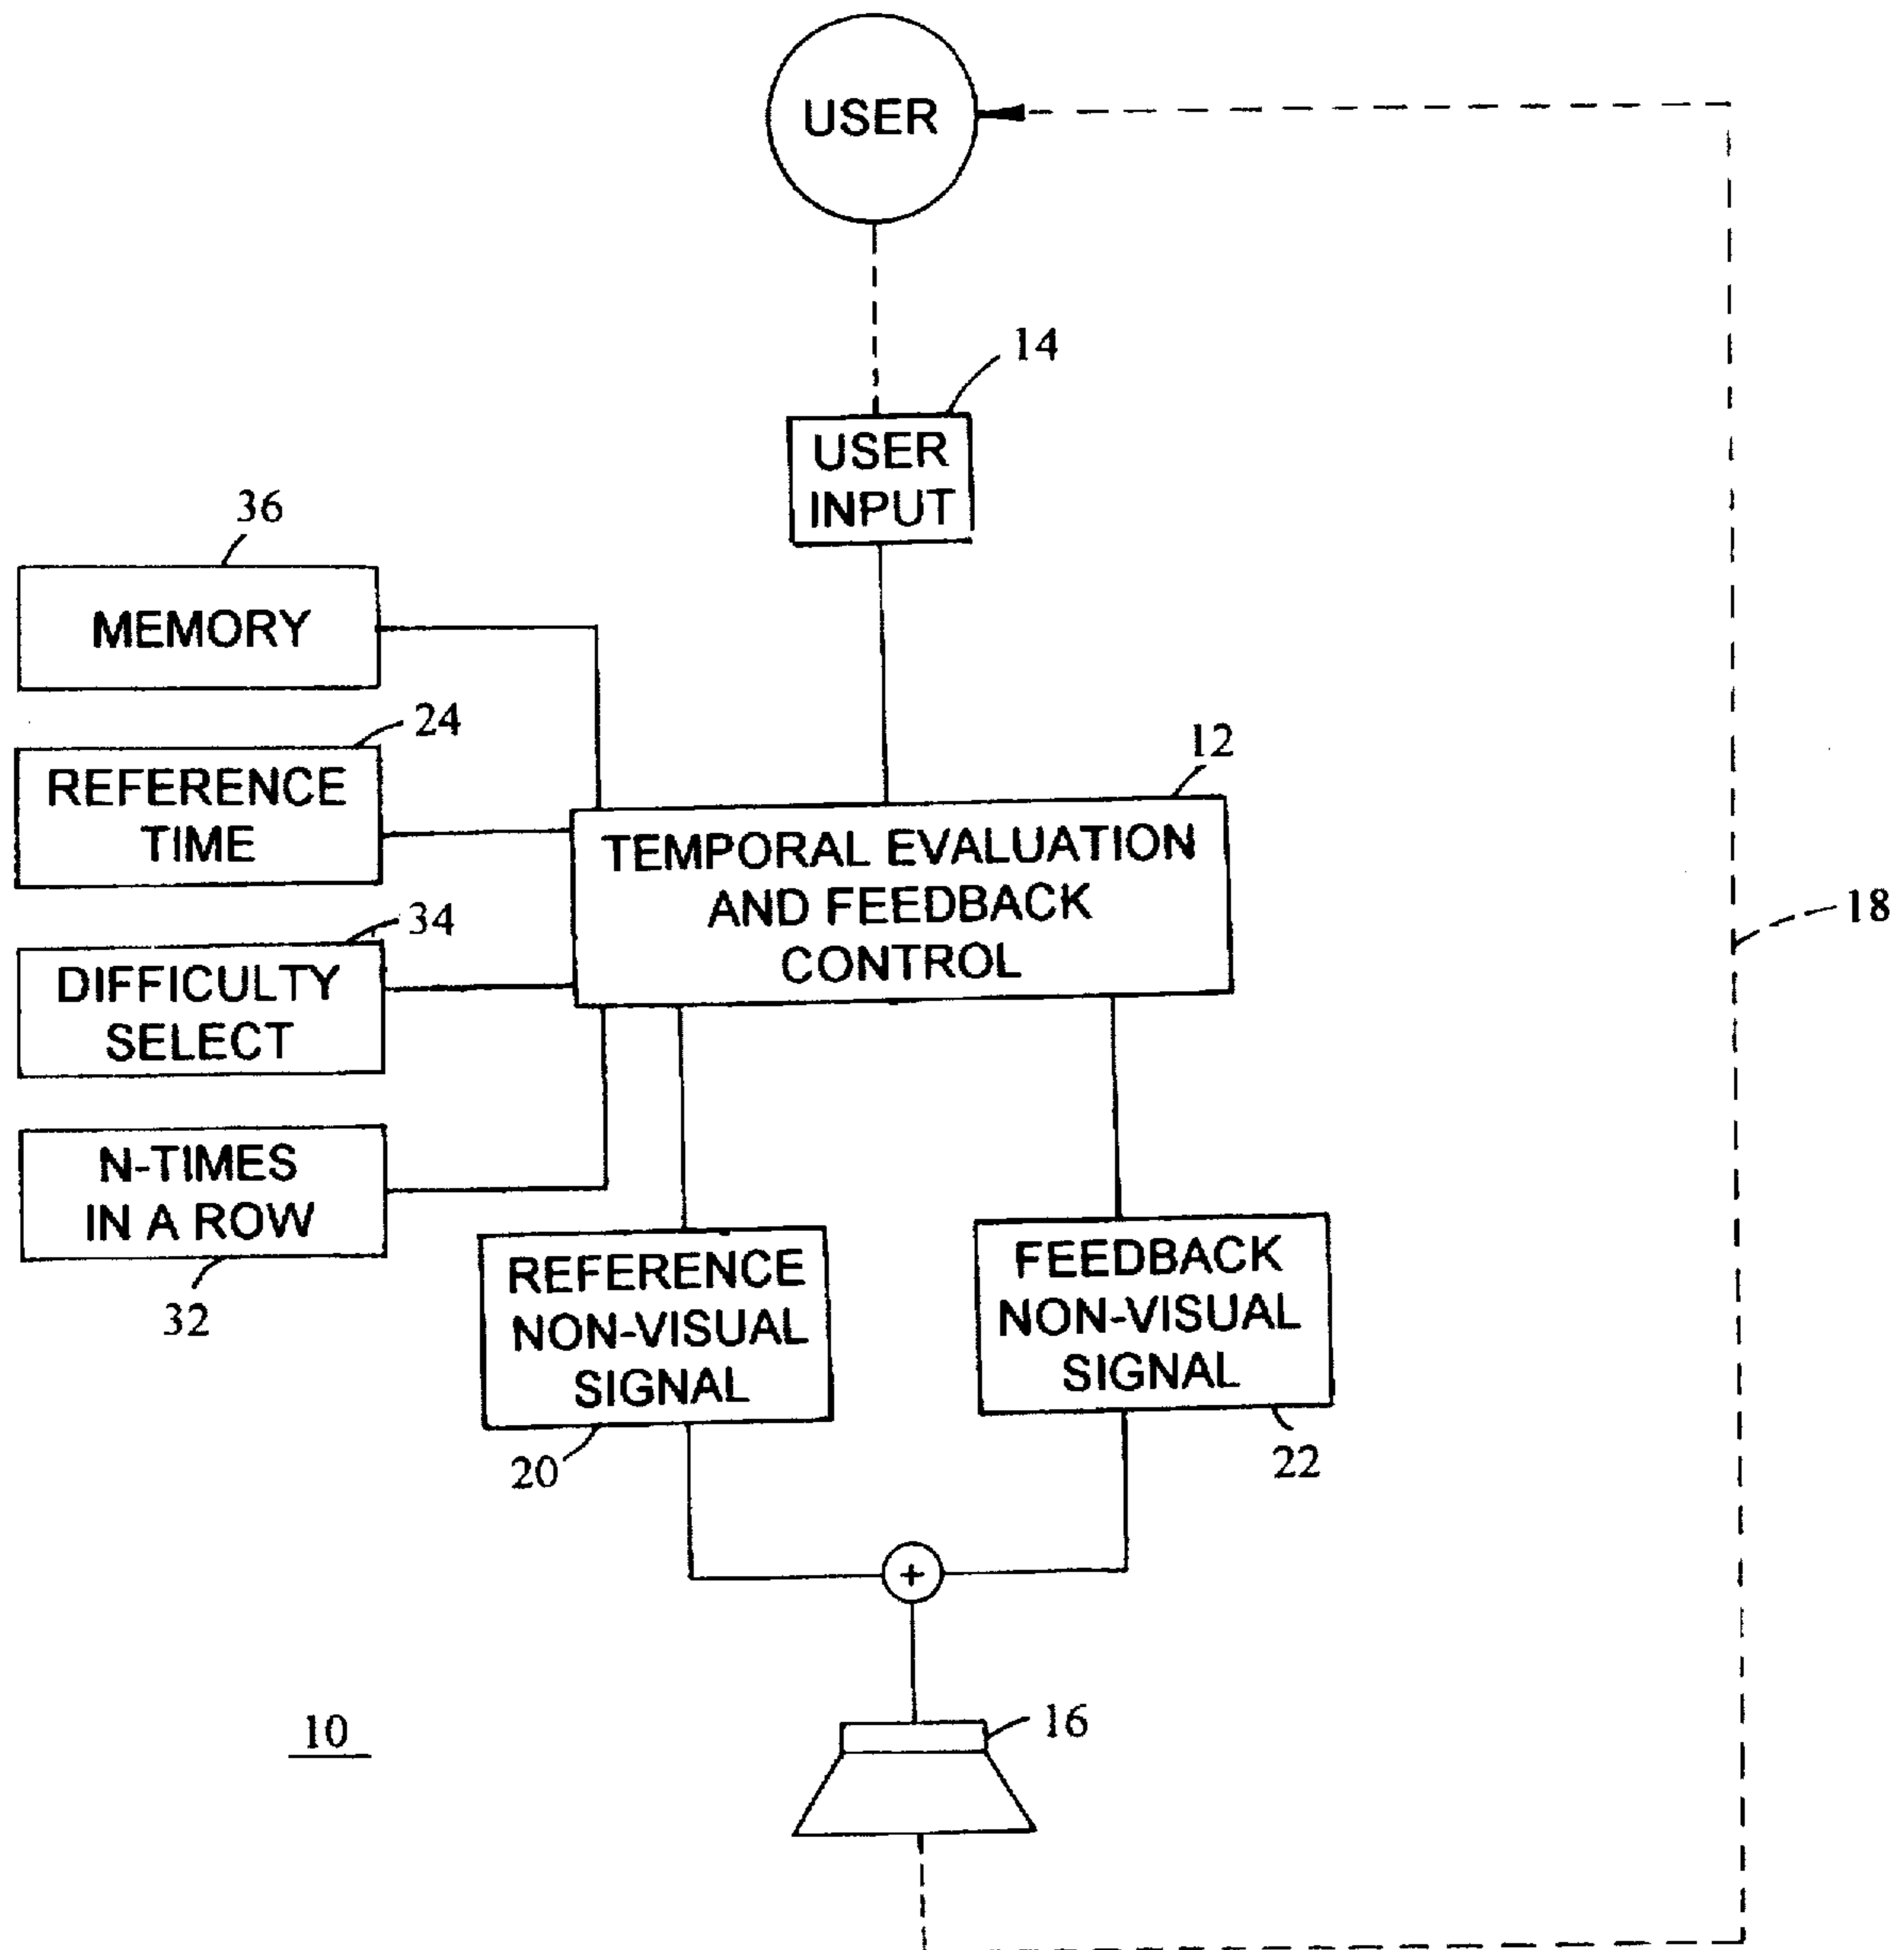 USER
14
USER
INPUT
36
MEMORY
24
REFERENCE
TIME
12
TEMPORAL EVALUATION
AND FEEDBACK
CONTROL
34
DIFFICULTY
SELECT
18
N-TIMES
IN A ROW
32
REFERENCE
NON-VISUAL
SIGNAL
20
FEEDBACK
NON-VISUAL
SIGNAL
22
+
16
10